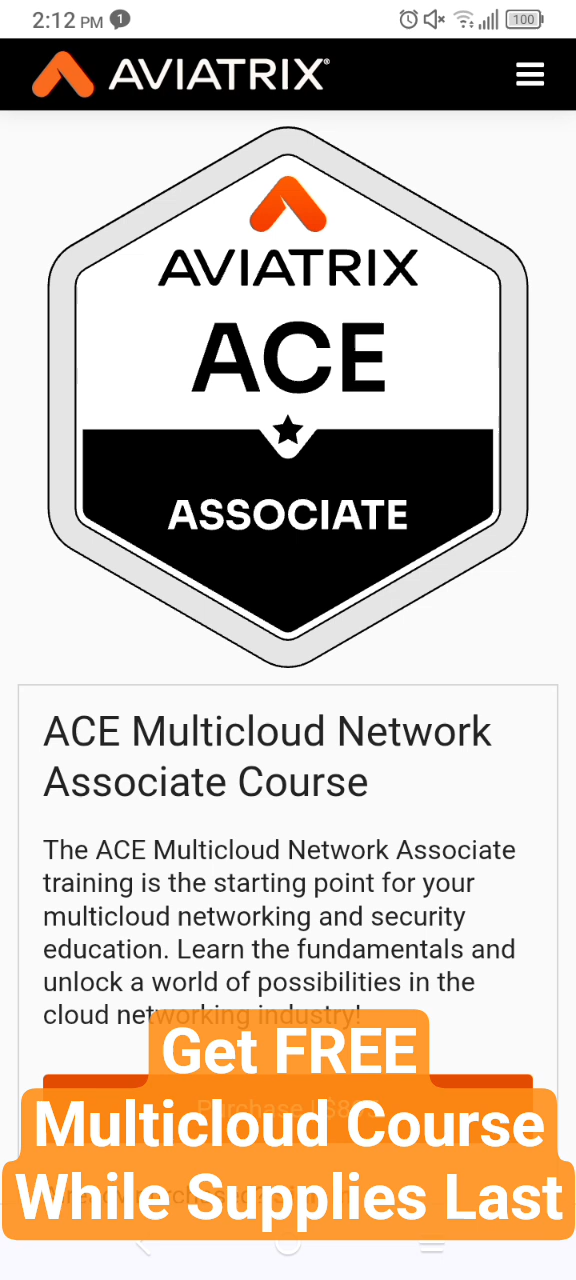 2:12 PM 1
100
AVIATRIX®
AVIATRIX
ACE
ASSOCIATE
ACE Multicloud Network
Associate Course
The ACE Multicloud Network Associate
training is the starting point for your
multicloud networking and security
education. Learn the fundamentals and
unlock a world of possibilities in the
cloud networking industry!
Get FREE
Multicloud Course
While Supplies Last